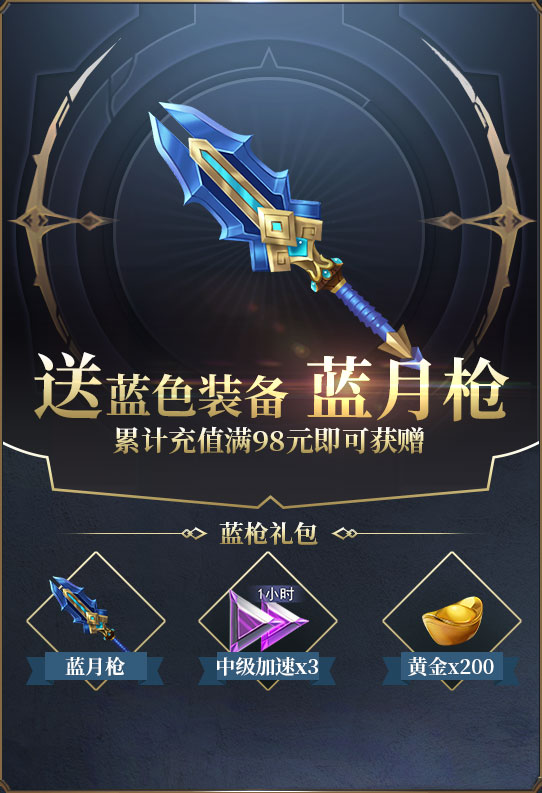 送蓝色装备 蓝月枪
累计充值满98元即可获赠
蓝枪礼包
1小时
蓝月枪
中级加速x3
黄金x200